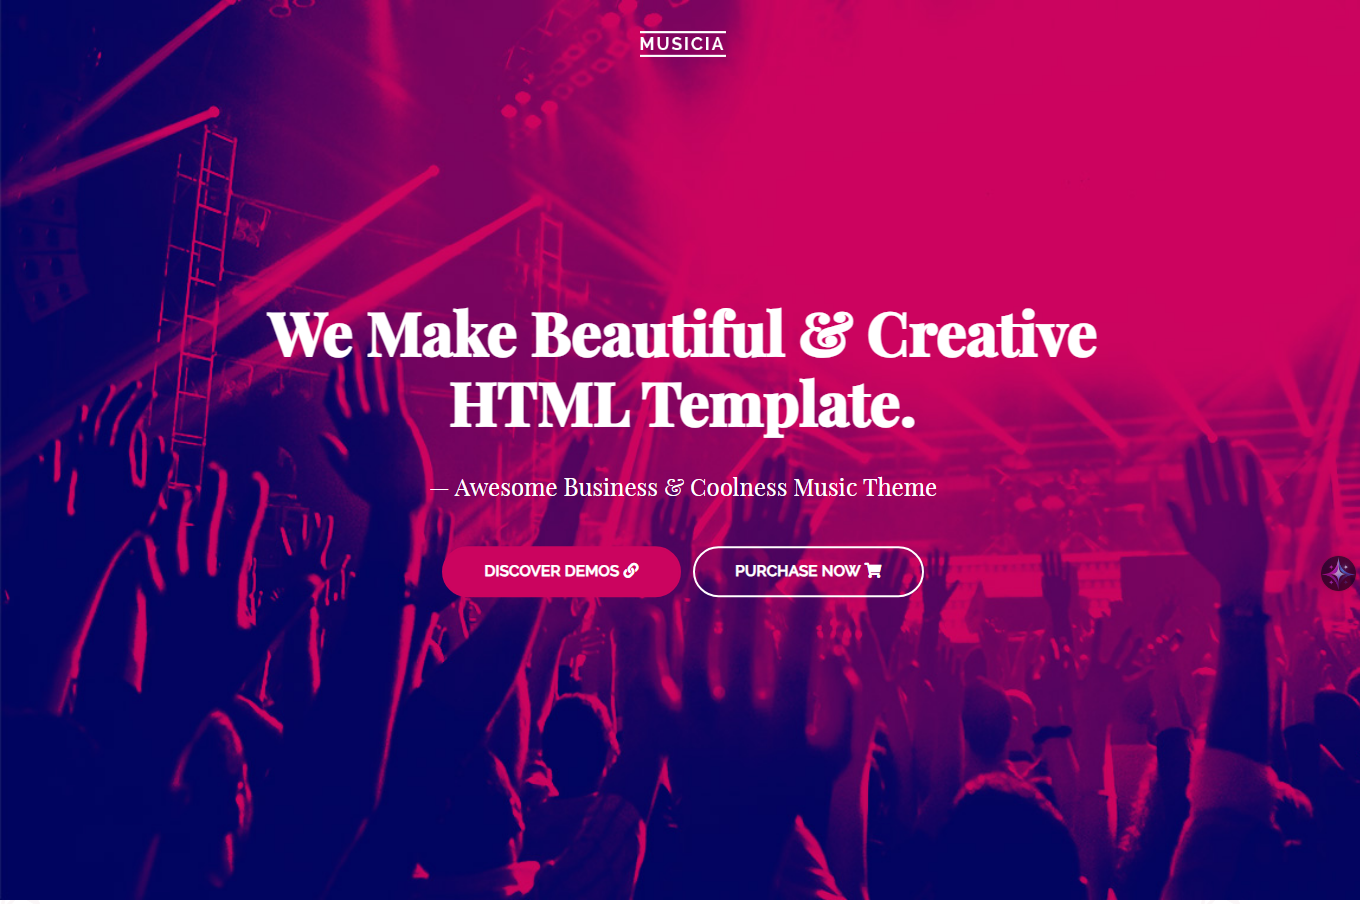 MUSICIA
We Make Beautiful & Creative
HTML Template.
— Awesome Business & Coolness Music Theme
DISCOVER DEMOS
PURCHASE NOW